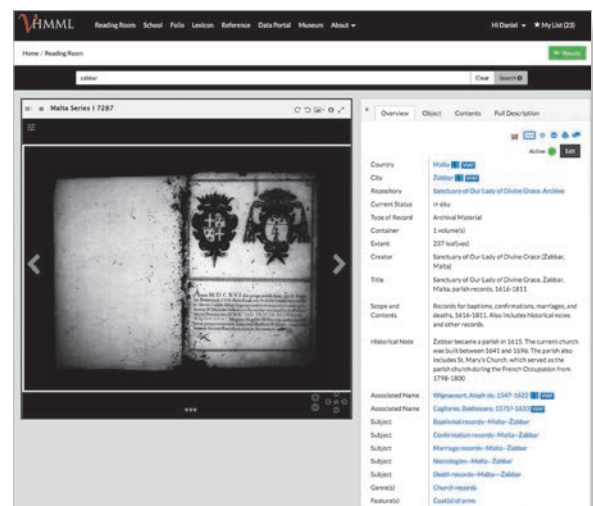 VHMML
Reading Room School Folio Lexicon Reference Data Portal Museum About
Hi Daniel ★ My List (23)
Home / Reading Room
Results
zabbar
Clear Search
Malta Series I 7287
Overview Object Contents Full Description
Active Edit
Country Malta VIAF
City Żabbar VIAF
Repository Sanctuary of Our Lady of Divine Grace. Archive
Current Status in situ
Type of Record Archival Material
Container 1 volume(s)
Extent 237 leaf(ves)
Creator Sanctuary of Our Lady of Divine Grace (Żabbar,
Malta)
Title Sanctuary of Our Lady of Divine Grace, Żabbar,
Malta, parish records, 1616-1811
Scope and Records for baptisms, confirmations, marriages, and
Contents deaths, 1616-1811. Also includes historical notes
and other records.
Historical Note Żabbar became a parish in 1615. The current church
was built between 1641 and 1696. The parish also
includes St. Mary's Church, which served as the
parish church during the French Occupation from
1798-1800
Associated Name Wignacourt, Aloph de, 1547-1622 VIAF
Associated Name Cagliares, Baldassare, 1575?-1633 VIAF
Subject Baptismal records--Malta--Żabbar
Subject Confirmation records--Malta--Żabbar
Subject Marriage records--Malta--Żabbar
Subject Necrologies--Malta--Żabbar
Subject Death records--Malta--Żabbar
Genre(s) Church records
Feature(s) Coat(s) of arms